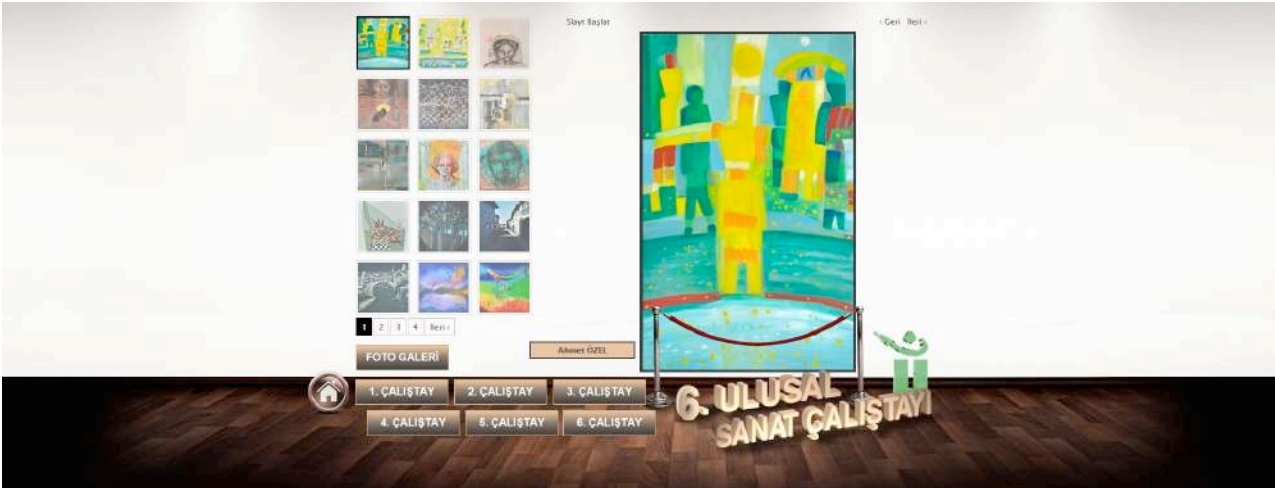 Slayt Başlat
‹ Geri İleri ›
1 2 3 4 İleri ›
FOTO GALERİ
Ahmet ÖZEL
1. ÇALIŞTAY 2. ÇALIŞTAY 3. ÇALIŞTAY
4. ÇALIŞTAY 5. ÇALIŞTAY 6. ÇALIŞTAY
6. ULUSAL
SANAT ÇALIŞTAYI